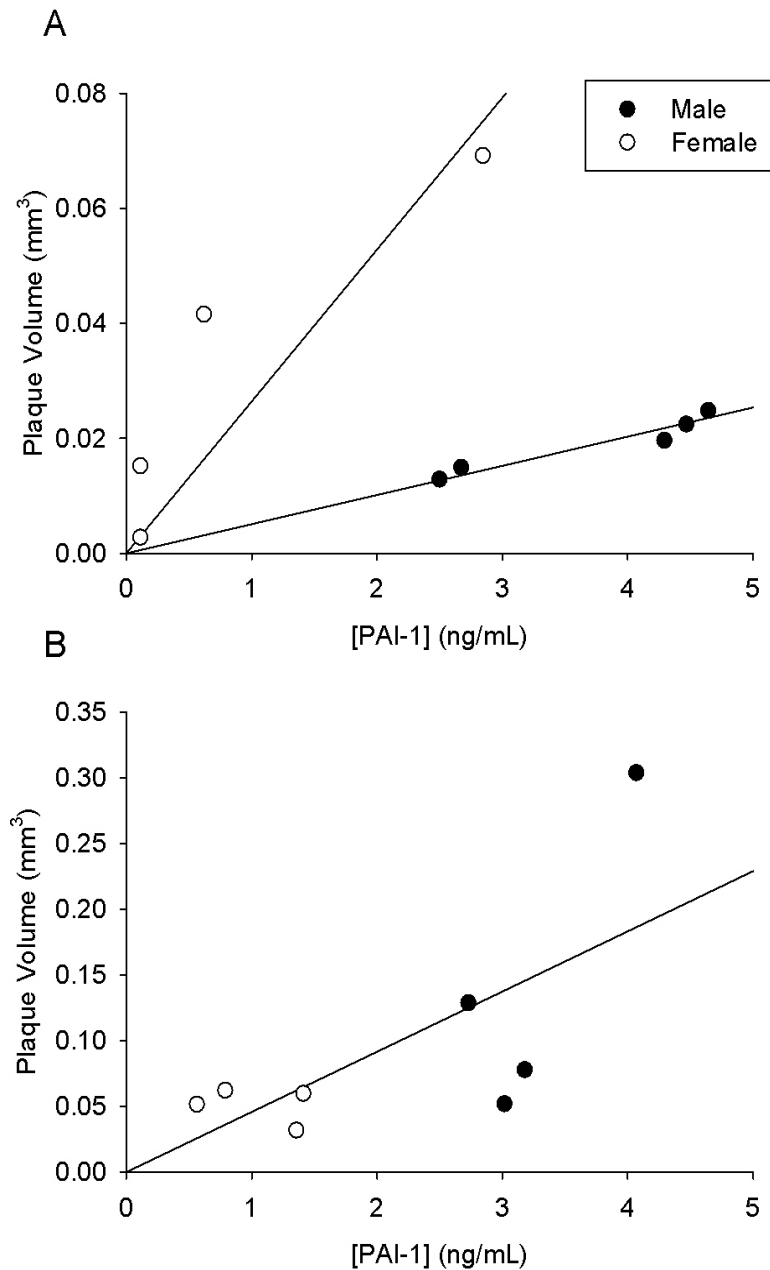 A
Plaque Volume (mm³)
0.08
0.06
0.04
0.02
0.00
Male
Female
0 1 2 3 4 5
[PAI-1] (ng/mL)
B
Plaque Volume (mm³)
0.35
0.30
0.25
0.20
0.15
0.10
0.05
0.00
0 1 2 3 4 5
[PAI-1] (ng/mL)